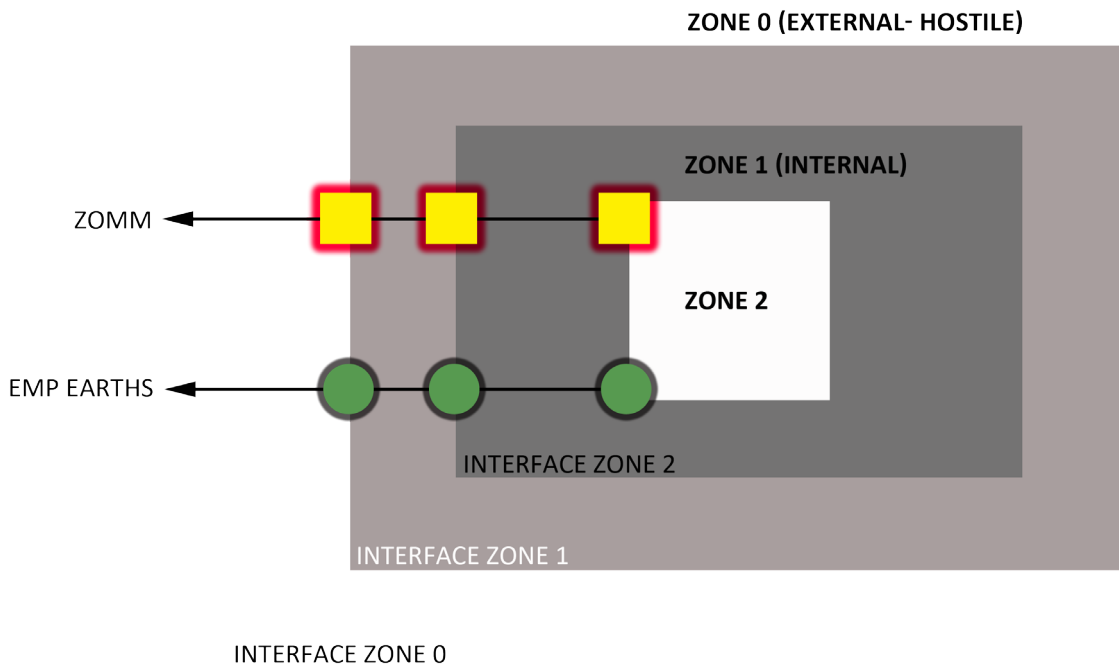 ZONE 0 (EXTERNAL- HOSTILE)
ZONE 1 (INTERNAL)
ZOMM
ZONE 2
EMP EARTHS
INTERFACE ZONE 2
INTERFACE ZONE 1
INTERFACE ZONE 0